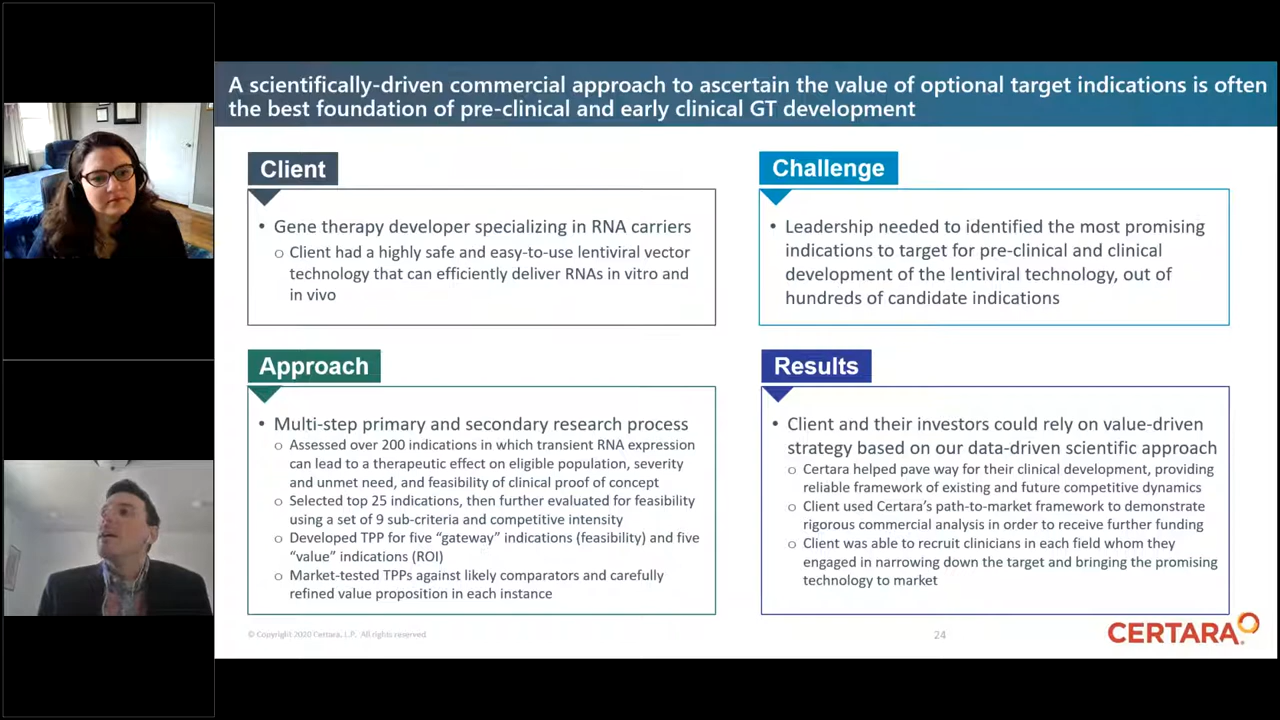 A scientifically-driven commercial approach to ascertain the value of optional target indications is often
the best foundation of pre-clinical and early clinical GT development
Client
• Gene therapy developer specializing in RNA carriers
o Client had a highly safe and easy-to-use lentiviral vector
technology that can efficiently deliver RNAs in vitro and
in vivo
Challenge
• Leadership needed to identified the most promising
indications to target for pre-clinical and clinical
development of the lentiviral technology, out of
hundreds of candidate indications
Approach
• Multi-step primary and secondary research process
o Assessed over 200 indications in which transient RNA expression
can lead to a therapeutic effect on eligible population, severity
and unmet need, and feasibility of clinical proof of concept
o Selected top 25 indications, then further evaluated for feasibility
using a set of 9 sub-criteria and competitive intensity
o Developed TPP for five “gateway” indications (feasibility) and five
“value” indications (ROI)
o Market-tested TPPs against likely comparators and carefully
refined value proposition in each instance
Results
• Client and their investors could rely on value-driven
strategy based on our data-driven scientific approach
o Certara helped pave way for their clinical development, providing
reliable framework of existing and future competitive dynamics
o Client used Certara’s path-to-market framework to demonstrate
rigorous commercial analysis in order to receive further funding
o Client was able to recruit clinicians in each field whom they
engaged in narrowing down the target and bringing the promising
technology to market
© Copyright 2020 Certara, L.P. All rights reserved.
24
CERTARA